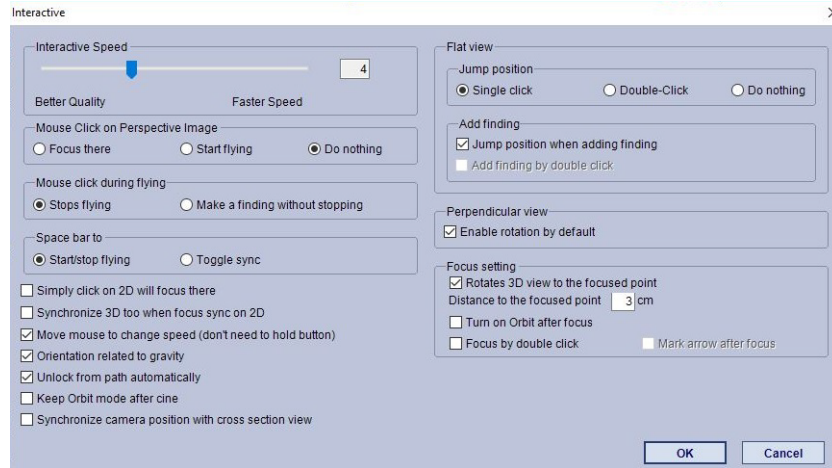 Interactive
Interactive Speed
4
Better Quality Faster Speed
Mouse Click on Perspective Image
Focus there Start flying Do nothing
Mouse click during flying
Stops flying Make a finding without stopping
Space bar to
Start/stop flying Toggle sync
Simply click on 2D will focus there
Synchronize 3D too when focus sync on 2D
Move mouse to change speed (don't need to hold button)
Orientation related to gravity
Unlock from path automatically
Keep Orbit mode after cine
Synchronize camera position with cross section view
Flat view
Jump position
Single click Double-Click Do nothing
Add finding
Jump position when adding finding
Add finding by double click
Perpendicular view
Enable rotation by default
Focus setting
Rotates 3D view to the focused point
Distance to the focused point 3 cm
Turn on Orbit after focus
Focus by double click Mark arrow after focus
OK Cancel